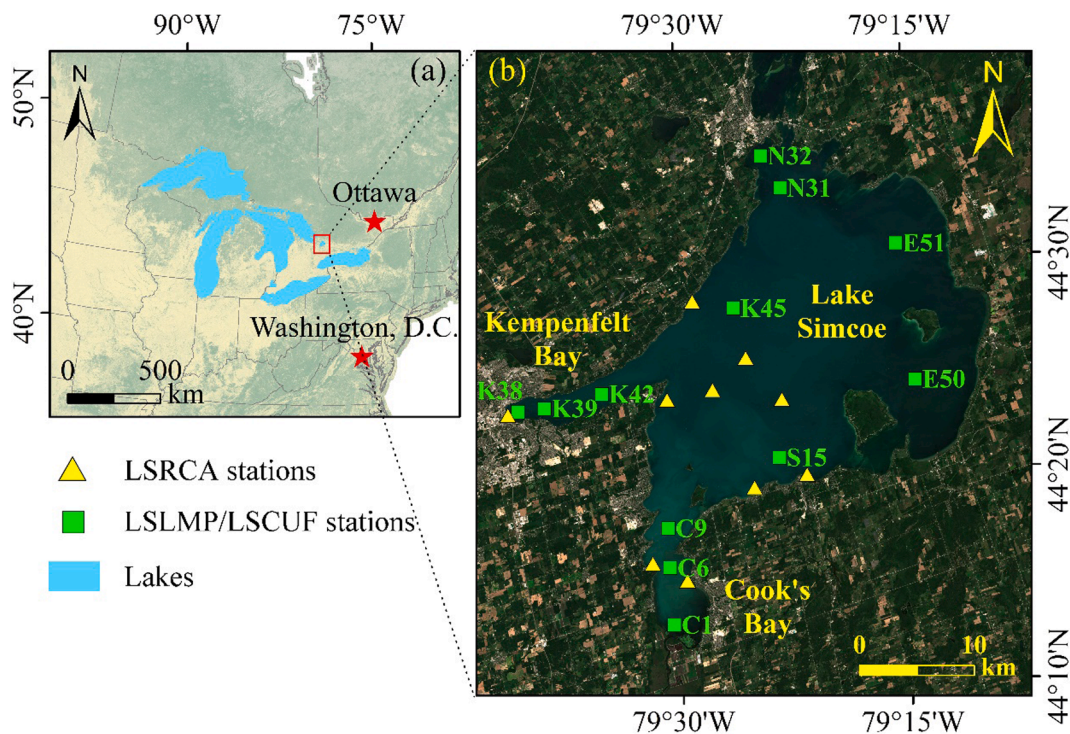 90°W
75°W
79°30'W
79°15'W
(a)
N
50°N
40°N
Ottawa
Washington, D.C.
0
500
km
(b)
N
N32
N31
E51
44°30'N
K45
Lake
Simcoe
Kempenfelt
Bay
K38
K39
K42
E50
S15
44°20'N
C9
C6
Cook's
Bay
C1
0
10
km
44°10'N
79°30'W
79°15'W
LSRCA stations
LSLMP/LSCUF stations
Lakes